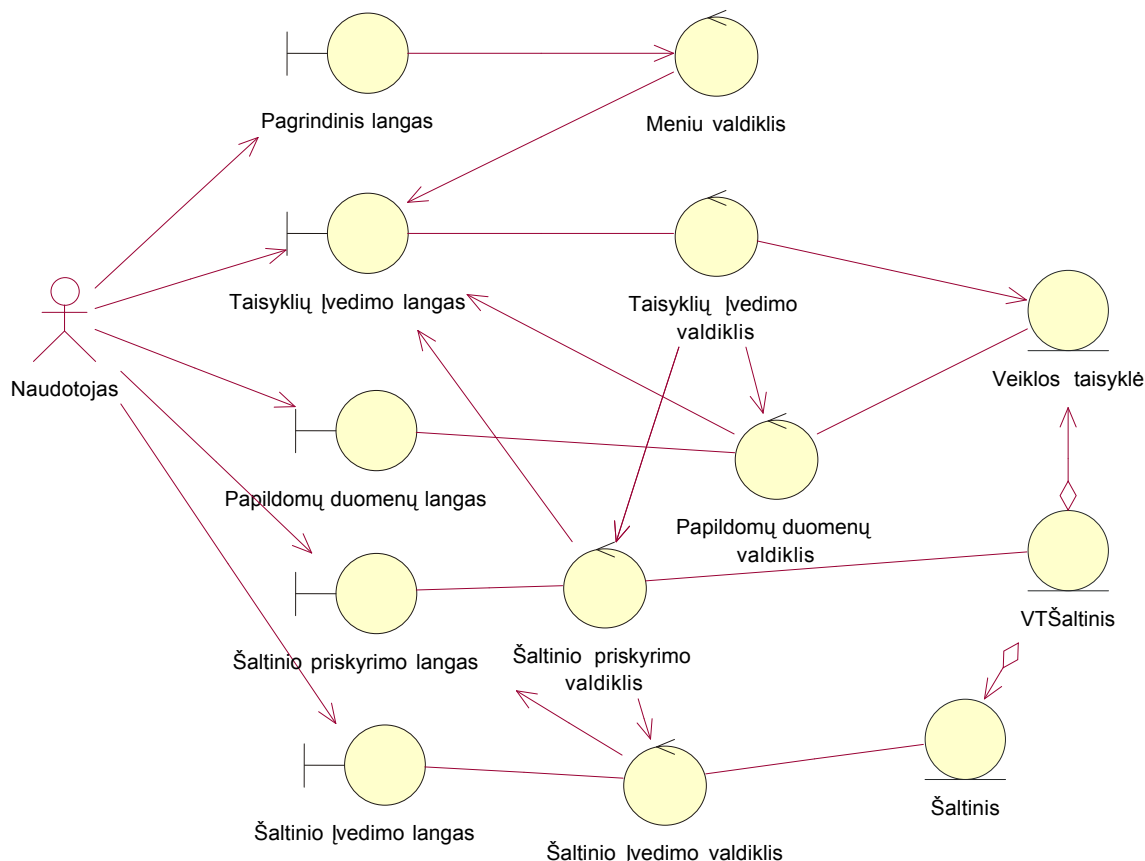 Pagrindinis langas
Meniu valdiklis
Taisyklių Įvedimo langas
Taisyklių Įvedimo
valdiklis
Veiklos taisyklė
Naudotojas
Papildomų duomenų langas
Papildomų duomenų
valdiklis
VTŠaltinis
Šaltinio priskyrimo langas
Šaltinio priskyrimo
valdiklis
Šaltinis
Šaltinio Įvedimo langas
Šaltinio Įvedimo valdiklis